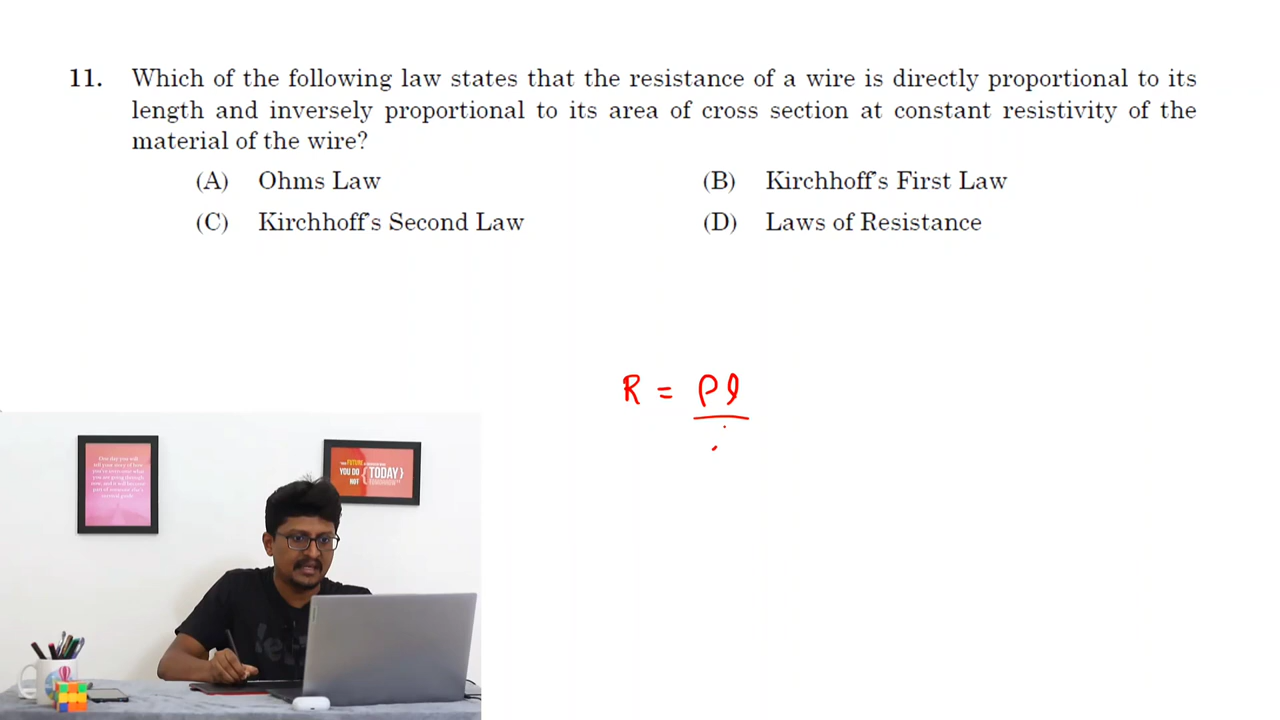 11. Which of the following law states that the resistance of a wire is directly proportional to its
length and inversely proportional to its area of cross section at constant resistivity of the
material of the wire?
(A) Ohms Law (B) Kirchhoff's First Law
(C) Kirchhoff's Second Law (D) Laws of Resistance
R = ρl
YOU DO
NOT
{TODAY}
FUTURE